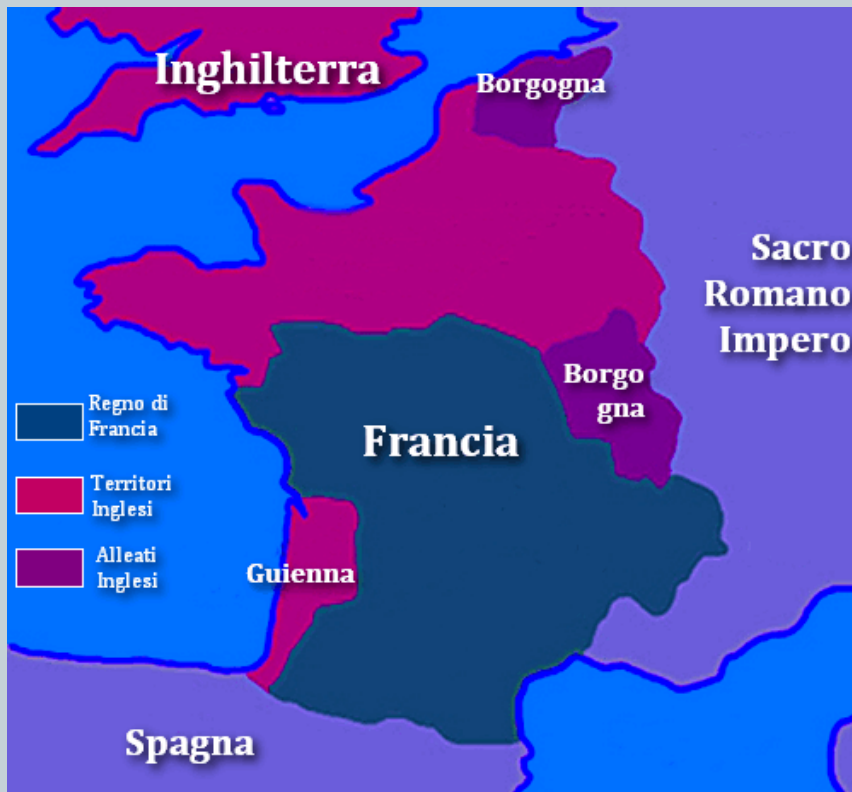 Inghilterra
Borgogna
Sacro
Romano
Impero
Borgo
gna
Regno di
Francia
Francia
Territori
Inglesi
Alleati
Inglesi
Guienna
Spagna